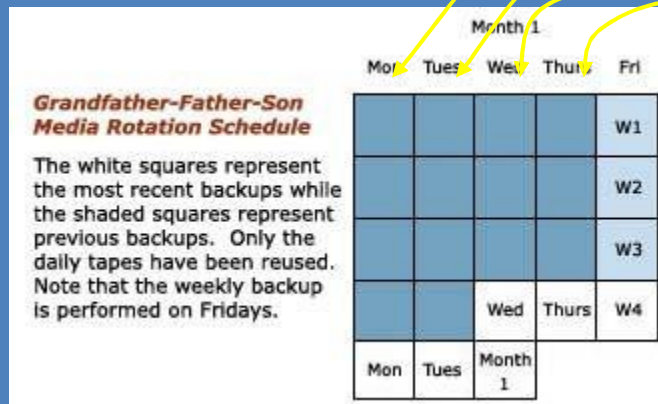 Month 1
Mon Tues Wed Thurs Fri
Grandfather-Father-Son
Media Rotation Schedule
The white squares represent
the most recent backups while
the shaded squares represent
previous backups. Only the
daily tapes have been reused.
Note that the weekly backup
is performed on Fridays.
W1
W2
W3
Wed Thurs W4
Mon Tues Month
1